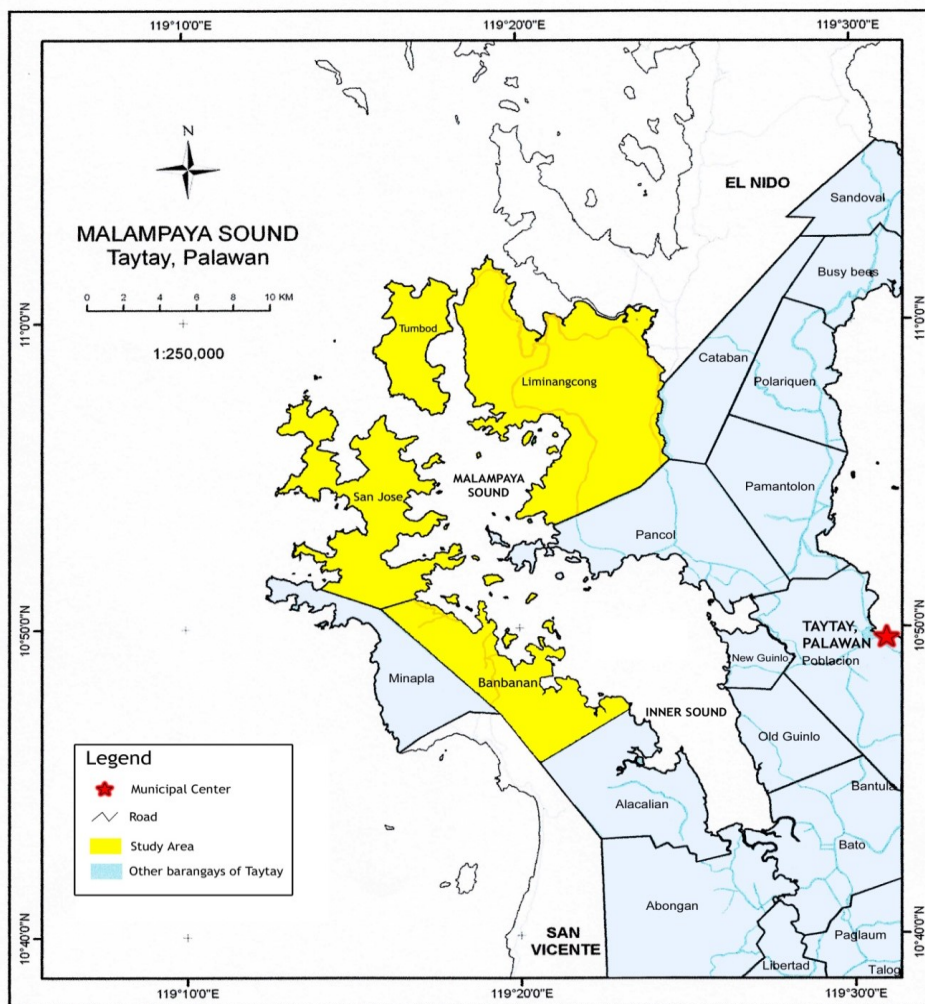 119°10'0"E
119°20'0"E
119°30'0"E
N
EL NIDO
Sandoval
MALAMPAYA SOUND
Taytay, Palawan
Busy bees
0 2 4 6 8 10 KM
11°0'0"N
11°0'0"N
Tumbod
1:250,000
Cataban
Liminangcong
Polariquen
MALAMPAYA
SOUND
San Jose
Pamantolon
Pancol
10°50'0"N
10°50'0"N
TAYTAY,
PALAWAN
New Guinlo
Poblacion
Minapla
Banbanan
INNER SOUND
Old Guinlo
Legend
Municipal Center
Road
Study Area
Other barangays of Taytay
Bantula
Alacalian
Bato
Abongan
SAN
VICENTE
Paglaum
10°40'0"N
10°40'0"N
Libertad
Talog
119°10'0"E
119°20'0"E
119°30'0"E